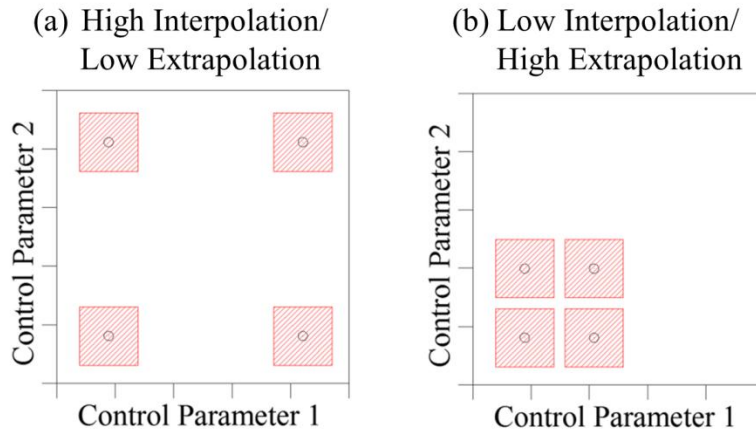 (a) High Interpolation/
Low Extrapolation
Control Parameter 2
Control Parameter 1
(b) Low Interpolation/
High Extrapolation
Control Parameter 2
Control Parameter 1